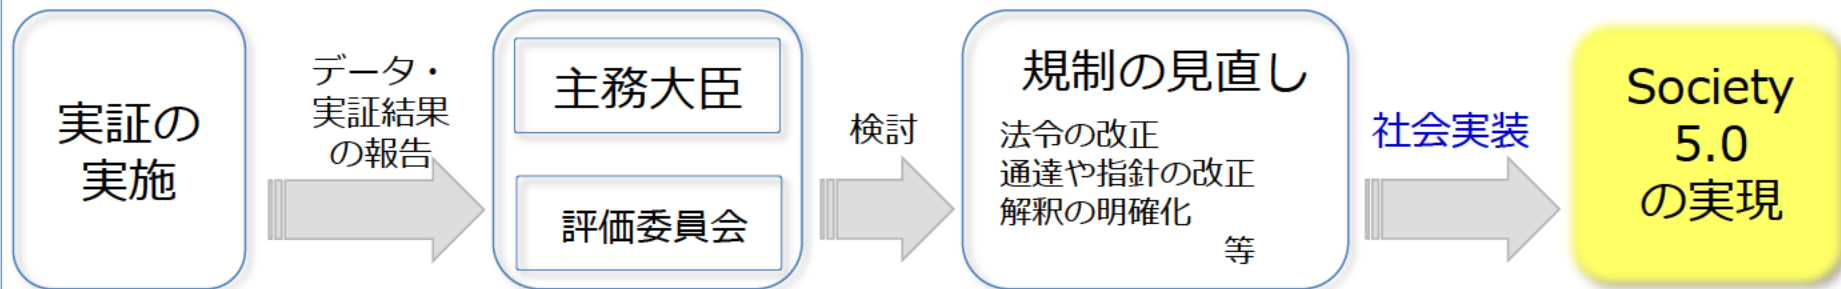 実証の
実施
データ・
実証結果
の報告
主務大臣
評価委員会
検討
規制の見直し
法令の改正
通達や指針の改正
解釈の明確化
等
社会実装
Society
5.0
の実現